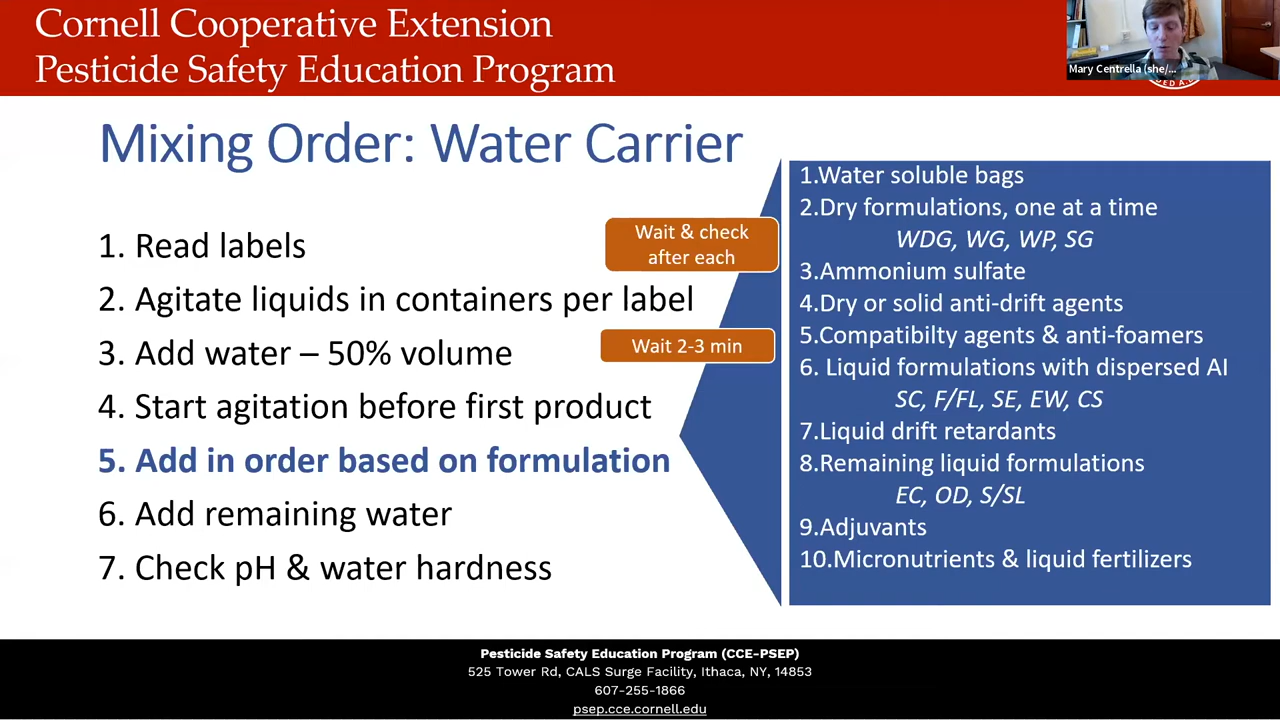 Cornell Cooperative Extension
Pesticide Safety Education Program
Mary Centrella (she/...
Mixing Order: Water Carrier
1. Read labels
2. Agitate liquids in containers per label
3. Add water – 50% volume
4. Start agitation before first product
5. Add in order based on formulation
6. Add remaining water
7. Check pH & water hardness
Wait & check
after each
Wait 2-3 min
1.Water soluble bags
2.Dry formulations, one at a time
WDG, WG, WP, SG
3.Ammonium sulfate
4.Dry or solid anti-drift agents
5.Compatibilty agents & anti-foamers
6. Liquid formulations with dispersed AI
SC, F/FL, SE, EW, CS
7.Liquid drift retardants
8.Remaining liquid formulations
EC, OD, S/SL
9.Adjuvants
10.Micronutrients & liquid fertilizers
Pesticide Safety Education Program (CCE-PSEP)
525 Tower Rd, CALS Surge Facility, Ithaca, NY, 14853
607-255-1866
psep.cce.cornell.edu